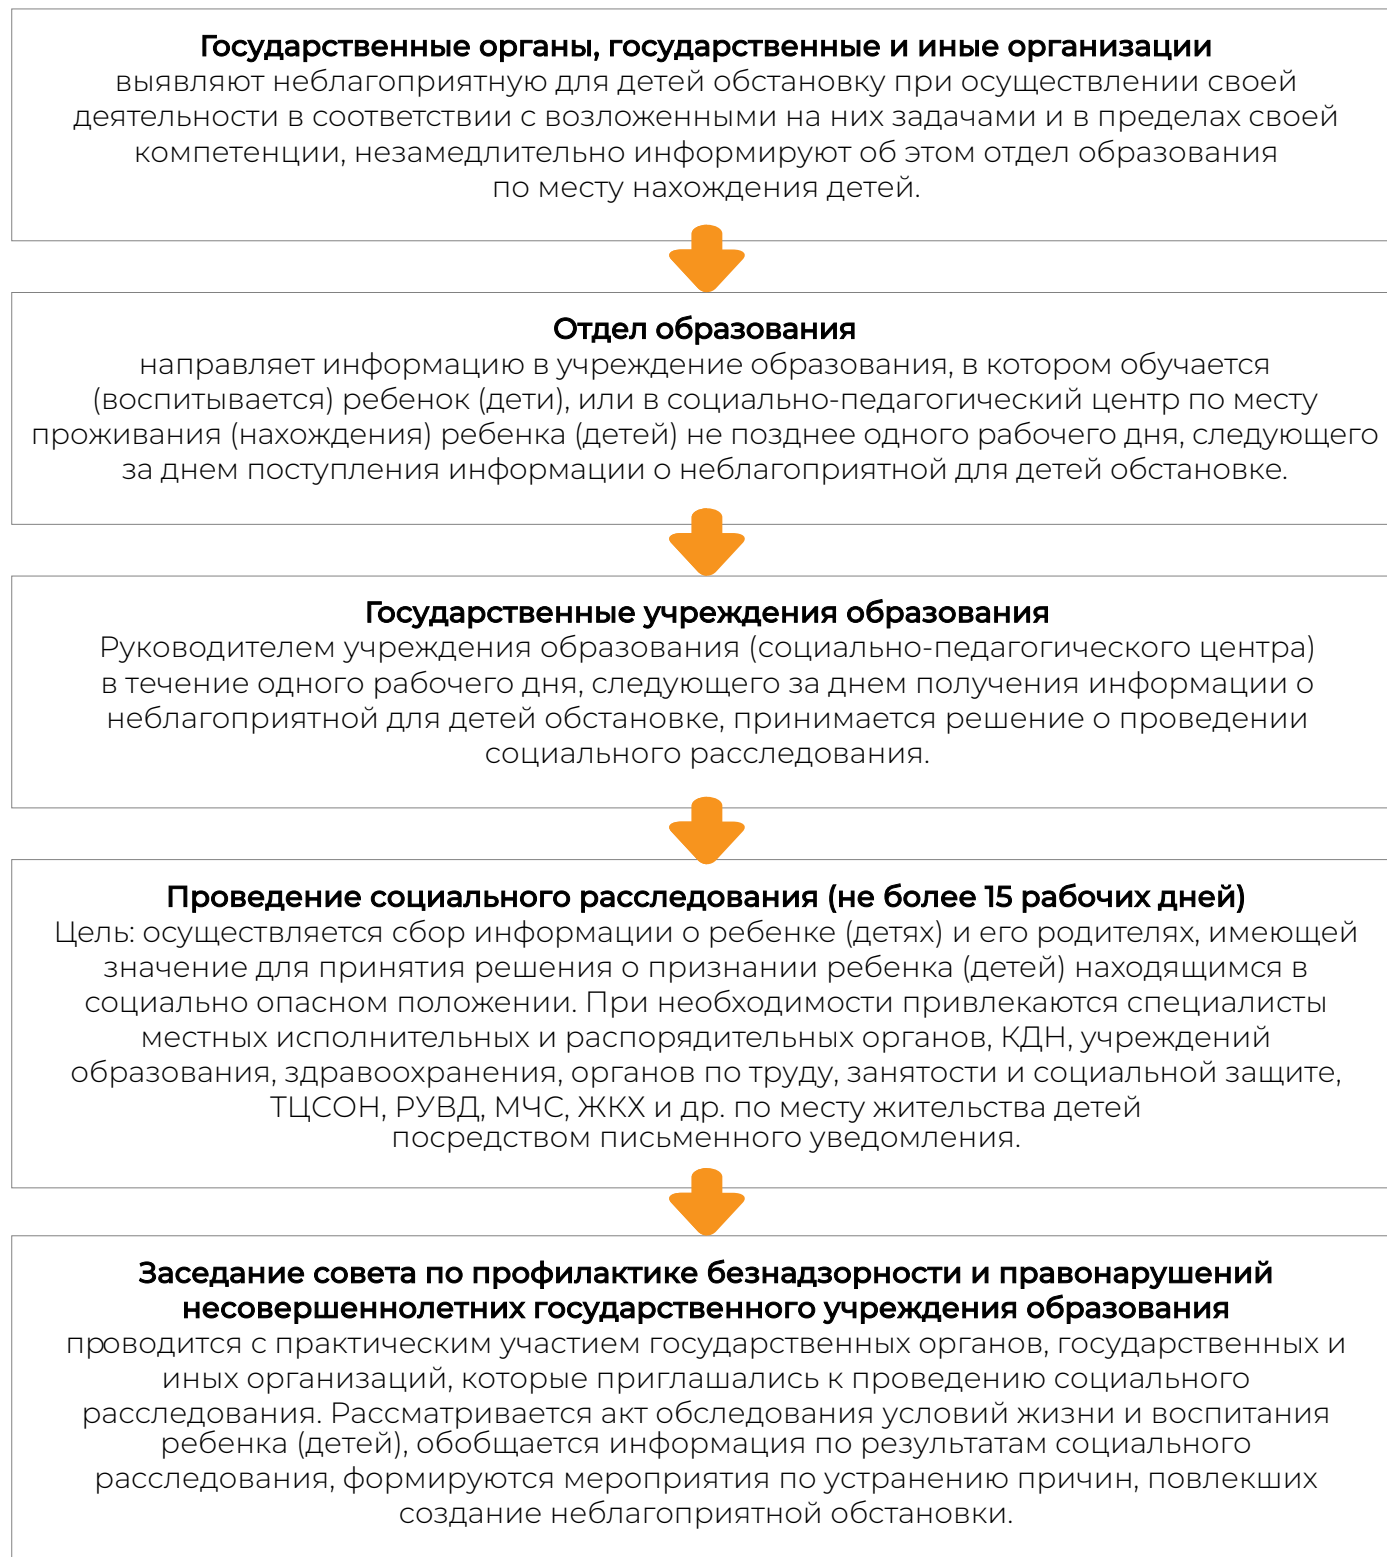 Государственные органы, государственные и иные организации
выявляют неблагоприятную для детей обстановку при осуществлении своей
деятельности в соответствии с возложенными на них задачами и в пределах своей
компетенции, незамедлительно информируют об этом отдел образования
по месту нахождения детей.
Отдел образования
направляет информацию в учреждение образования, в котором обучается
(воспитывается) ребенок (дети), или в социально-педагогический центр по месту
проживания (нахождения) ребенка (детей) не позднее одного рабочего дня, следующего
за днем поступления информации о неблагоприятной для детей обстановке.
Государственные учреждения образования
Руководителем учреждения образования (социально-педагогического центра)
в течение одного рабочего дня, следующего за днем получения информации о
неблагоприятной для детей обстановке, принимается решение о проведении
социального расследования.
Проведение социального расследования (не более 15 рабочих дней)
Цель: осуществляется сбор информации о ребенке (детях) и его родителях, имеющей
значение для принятия решения о признании ребенка (детей) находящимся в
социально опасном положении. При необходимости привлекаются специалисты
местных исполнительных и распорядительных органов, КДН, учреждений
образования, здравоохранения, органов по труду, занятости и социальной защите,
ТЦСОН, РУВД, МЧС, ЖКХ и др. по месту жительства детей
посредством письменного уведомления.
Заседание совета по профилактике безнадзорности и правонарушений
несовершеннолетних государственного учреждения образования
проводится с практическим участием государственных органов, государственных и
иных организаций, которые приглашались к проведению социального
расследования. Рассматривается акт обследования условий жизни и воспитания
ребенка (детей), обобщается информация по результатам социального
расследования, формируются мероприятия по устранению причин, повлекших
создание неблагоприятной обстановки.